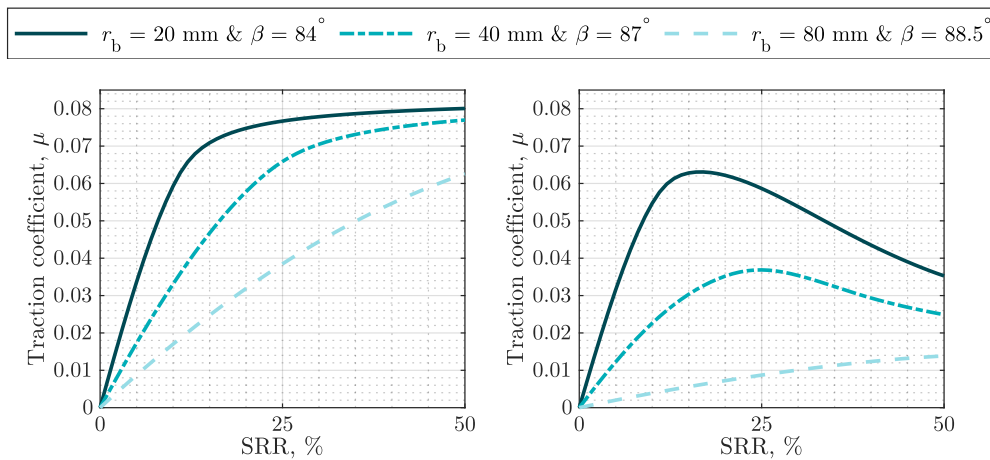 r_b = 20 mm & β = 84° r_b = 40 mm & β = 87° r_b = 80 mm & β = 88.5°
Traction coefficient, μ
0.08
0.07
0.06
0.05
0.04
0.03
0.02
0.01
0
0 25 50
SRR, %
Traction coefficient, μ
0.08
0.07
0.06
0.05
0.04
0.03
0.02
0.01
0
0 25 50
SRR, %